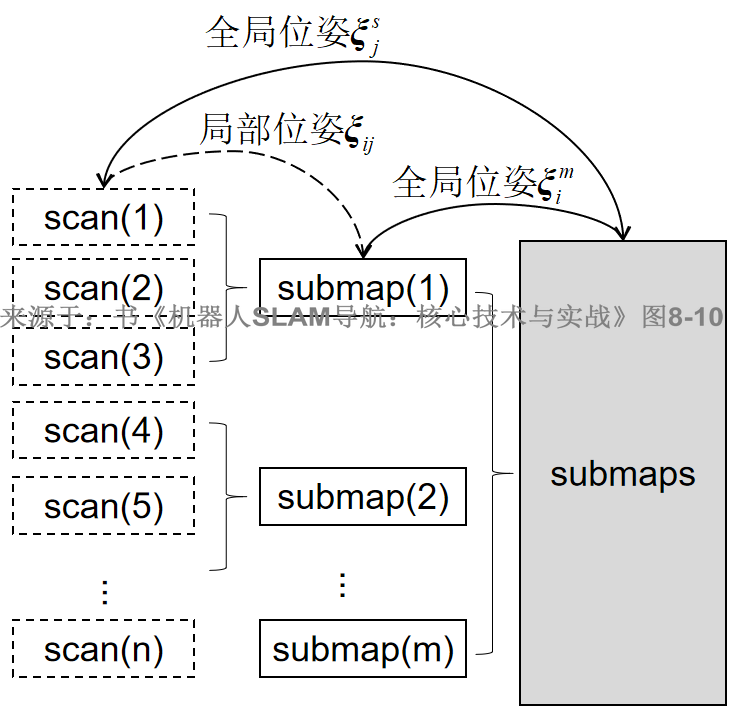 全局位姿ξ_j^s
局部位姿ξ_ij
全局位姿ξ_i^m
scan(1)
scan(2)
submap(1)
来源于：书《机器人SLAM导航：核心技术与实战》图8-10
scan(3)
scan(4)
submaps
scan(5)
submap(2)
⋮
⋮
scan(n)
submap(m)